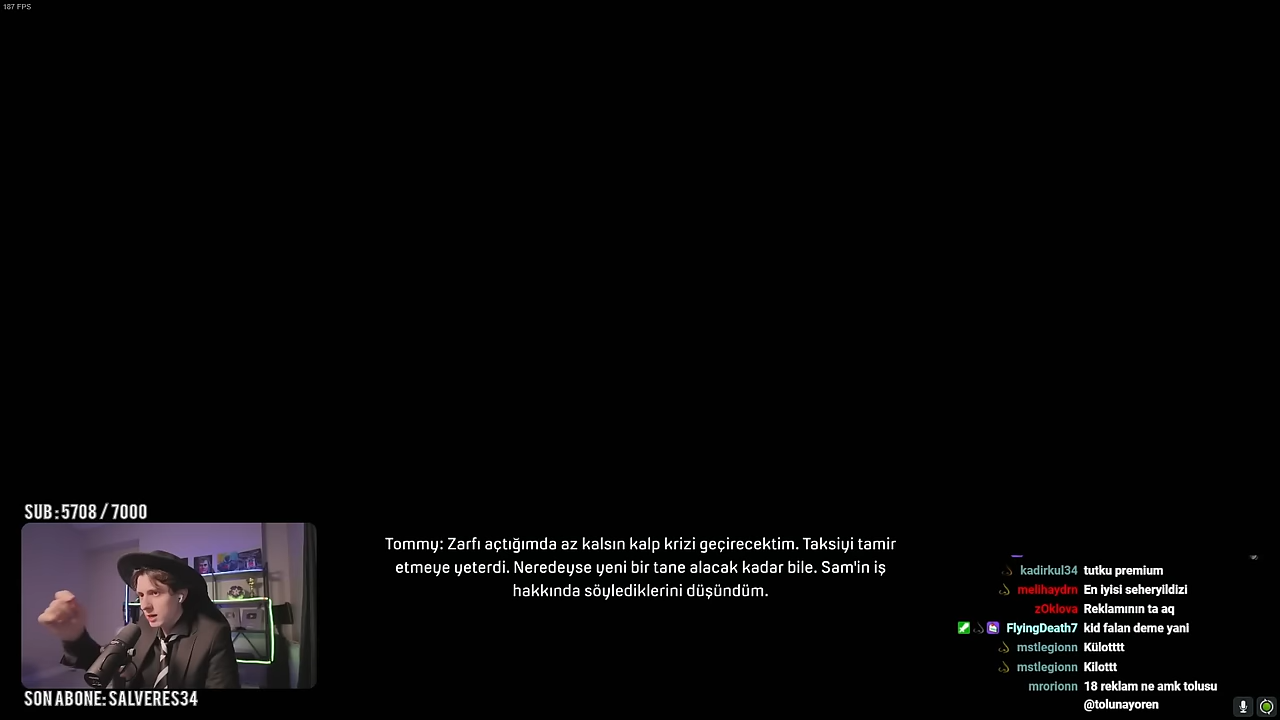 187 FPS
SUB : 5708 / 7000
Tommy: Zarfı açtığımda az kalsın kalp krizi geçirecektim. Taksiyi tamir
etmeye yeterdi. Neredeyse yeni bir tane alacak kadar bile. Sam'in iş
hakkında söylediklerini düşündüm.
kadirkul34 tutku premium
melihaydrn En iyisi seheryildizi
zOklova Reklamının ta aq
FlyingDeath7 kid falan deme yani
mstlegionn Külotttt
mstlegionn Kilottt
mrorionn 18 reklam ne amk tolusu
@tolunayoren
SON ABONE: SALVERES34